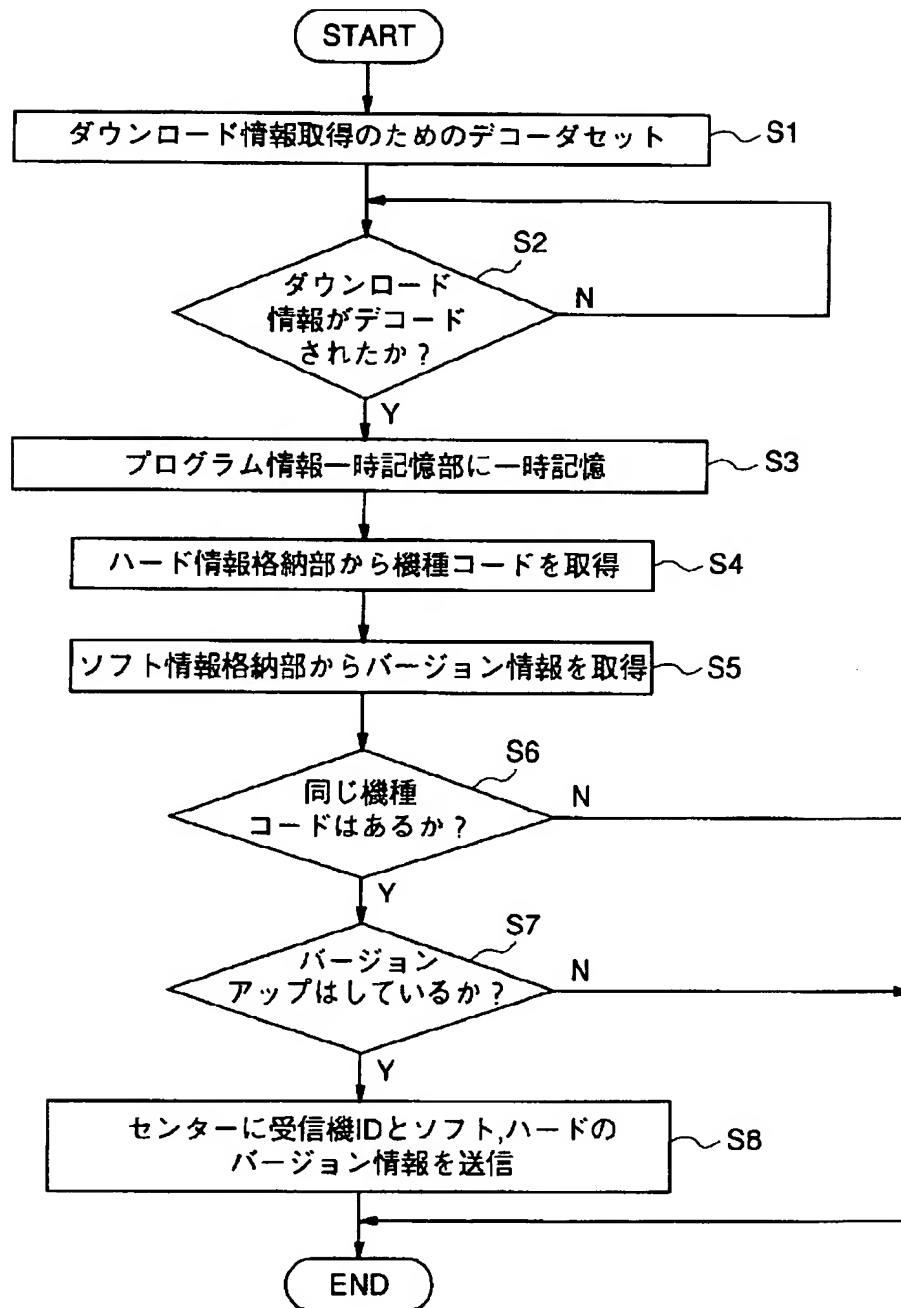 START
ダウンロード情報取得のためのデコーダセット
S1
S2
ダウンロード
情報がデコード
されたか?
N
Y
プログラム情報一時記憶部に一時記憶
S3
ハード情報格納部から機種コードを取得
S4
ソフト情報格納部からバージョン情報を取得
S5
S6
同じ機種
コードはあるか?
N
Y
S7
バージョン
アップはしているか?
N
Y
センターに受信機IDとソフト,ハードの
バージョン情報を送信
S8
END